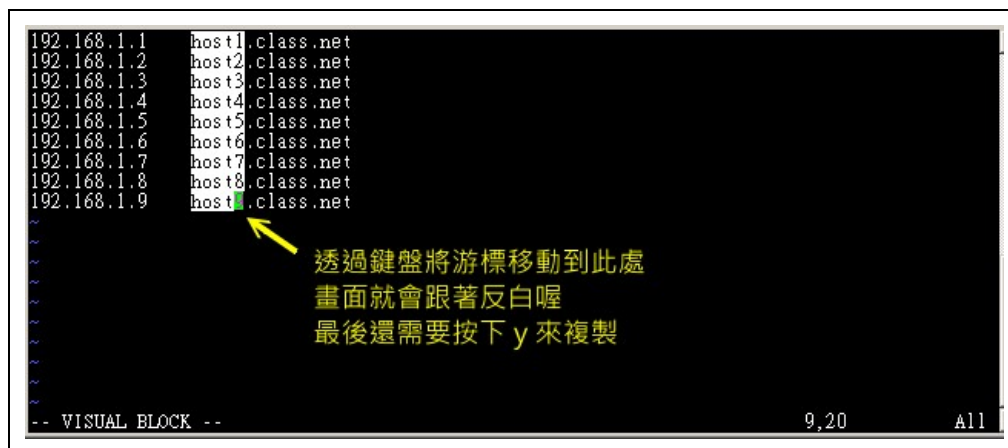 192.168.1.1 host1.class.net
192.168.1.2 host2.class.net
192.168.1.3 host3.class.net
192.168.1.4 host4.class.net
192.168.1.5 host5.class.net
192.168.1.6 host6.class.net
192.168.1.7 host7.class.net
192.168.1.8 host8.class.net
192.168.1.9 host9.class.net
~
~
~
透過鍵盤將游標移動到此處
~
畫面就會跟著反白喔
~
最後還需要按下 y 來複製
~
~
~
~
~
-- VISUAL BLOCK -- 9,20 All